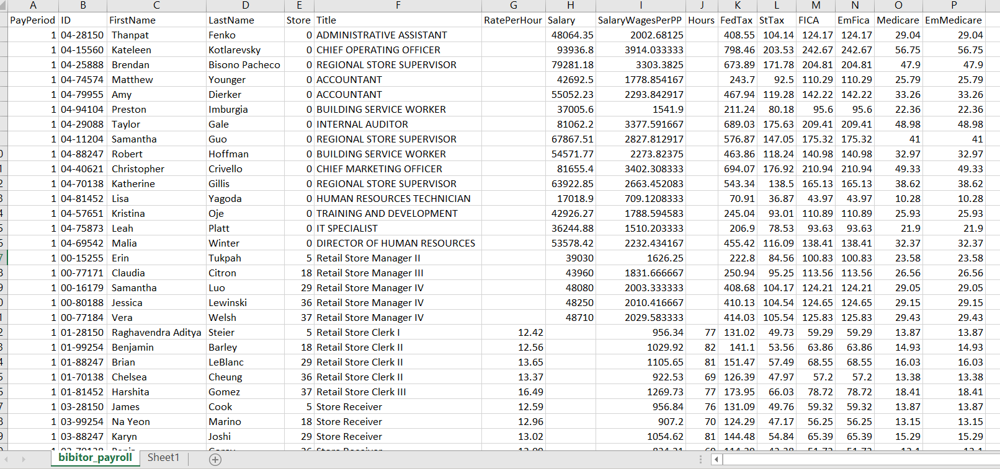 A B C D E F G H I J K L M N O P
PayPeriod ID FirstName LastName Store Title RatePerHour Salary SalaryWagesPerPP Hours FedTax StTax FICA EmFica Medicare EmMedicare
1 04-28150 Thanpat Fenko 0 ADMINISTRATIVE ASSISTANT 48064.35 2002.68125 408.55 104.14 124.17 124.17 29.04 29.04
1 04-15560 Kateleen Kotlarevsky 0 CHIEF OPERATING OFFICER 93936.8 3914.033333 798.46 203.53 242.67 242.67 56.75 56.75
1 04-25888 Brendan Bisono Pacheco 0 REGIONAL STORE SUPERVISOR 79281.18 3303.3825 673.89 171.78 204.81 204.81 47.9 47.9
1 04-74574 Matthew Younger 0 ACCOUNTANT 42692.5 1778.854167 243.7 92.5 110.29 110.29 25.79 25.79
1 04-79955 Amy Dierker 0 ACCOUNTANT 55052.23 2293.842917 467.94 119.28 142.22 142.22 33.26 33.26
1 04-94104 Preston Imburgia 0 BUILDING SERVICE WORKER 37005.6 1541.9 211.24 80.18 95.6 95.6 22.36 22.36
1 04-29088 Taylor Gale 0 INTERNAL AUDITOR 81062.2 3377.591667 689.03 175.63 209.41 209.41 48.98 48.98
1 04-11204 Samantha Guo 0 REGIONAL STORE SUPERVISOR 67867.51 2827.812917 576.87 147.05 175.32 175.32 41 41
1 04-88247 Robert Hoffman 0 BUILDING SERVICE WORKER 54571.77 2273.82375 463.86 118.24 140.98 140.98 32.97 32.97
1 04-40621 Christopher Crivello 0 CHIEF MARKETING OFFICER 81655.4 3402.308333 694.07 176.92 210.94 210.94 49.33 49.33
1 04-70138 Katherine Gillis 0 REGIONAL STORE SUPERVISOR 63922.85 2663.452083 543.34 138.5 165.13 165.13 38.62 38.62
1 04-81452 Lisa Yagoda 0 HUMAN RESOURCES TECHNICIAN 17018.9 709.1208333 70.91 36.87 43.97 43.97 10.28 10.28
1 04-57651 Kristina Oje 0 TRAINING AND DEVELOPMENT 42926.27 1788.594583 245.04 93.01 110.89 110.89 25.93 25.93
1 04-75873 Leah Platt 0 IT SPECIALIST 36244.88 1510.203333 206.9 78.53 93.63 93.63 21.9 21.9
1 04-69542 Malia Winter 0 DIRECTOR OF HUMAN RESOURCES 53578.42 2232.434167 455.42 116.09 138.41 138.41 32.37 32.37
1 00-15255 Erin Tukpah 5 Retail Store Manager II 39030 1626.25 222.8 84.56 100.83 100.83 23.58 23.58
1 00-77171 Claudia Citron 18 Retail Store Manager III 43960 1831.666667 250.94 95.25 113.56 113.56 26.56 26.56
1 00-16179 Samantha Luo 29 Retail Store Manager IV 48080 2003.333333 408.68 104.17 124.21 124.21 29.05 29.05
1 00-80188 Jessica Lewinski 36 Retail Store Manager IV 48250 2010.416667 410.13 104.54 124.65 124.65 29.15 29.15
1 00-77184 Vera Welsh 37 Retail Store Manager IV 48710 2029.583333 414.03 105.54 125.83 125.83 29.43 29.43
1 01-28150 Raghavendra Aditya Steier 5 Retail Store Clerk I 12.42 956.34 77 131.02 49.73 59.29 59.29 13.87 13.87
1 01-99254 Benjamin Barley 18 Retail Store Clerk II 12.56 1029.92 82 141.1 53.56 63.86 63.86 14.93 14.93
1 01-88247 Brian LeBlanc 29 Retail Store Clerk II 13.65 1105.65 81 151.47 57.49 68.55 68.55 16.03 16.03
1 01-70138 Chelsea Cheung 36 Retail Store Clerk II 13.37 922.53 69 126.39 47.97 57.2 57.2 13.38 13.38
1 01-81452 Harshita Gomez 37 Retail Store Clerk III 16.49 1269.73 77 173.95 66.03 78.72 78.72 18.41 18.41
1 03-28150 James Cook 5 Store Receiver 12.59 956.84 76 131.09 49.76 59.32 59.32 13.87 13.87
1 03-99254 Na Yeon Marino 18 Store Receiver 12.96 907.2 70 124.29 47.17 56.25 56.25 13.15 13.15
1 03-88247 Karyn Joshi 29 Store Receiver 13.02 1054.62 81 144.48 54.84 65.39 65.39 15.29 15.29
bibitor_payroll Sheet1